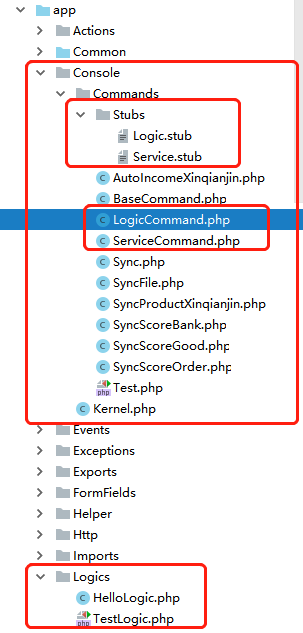 app
Actions
Common
Console
Commands
Stubs
Logic.stub
Service.stub
AutoIncomeXinqianjin.php
BaseCommand.php
LogicCommand.php
ServiceCommand.php
Sync.php
SyncFile.php
SyncProductXinqianjin.php
SyncScoreBank.php
SyncScoreGood.php
SyncScoreOrder.php
php Test.php
Kernel.php
Events
Exceptions
Exports
FormFields
Helper
Http
Imports
Logics
HelloLogic.php
php TestLogic.php